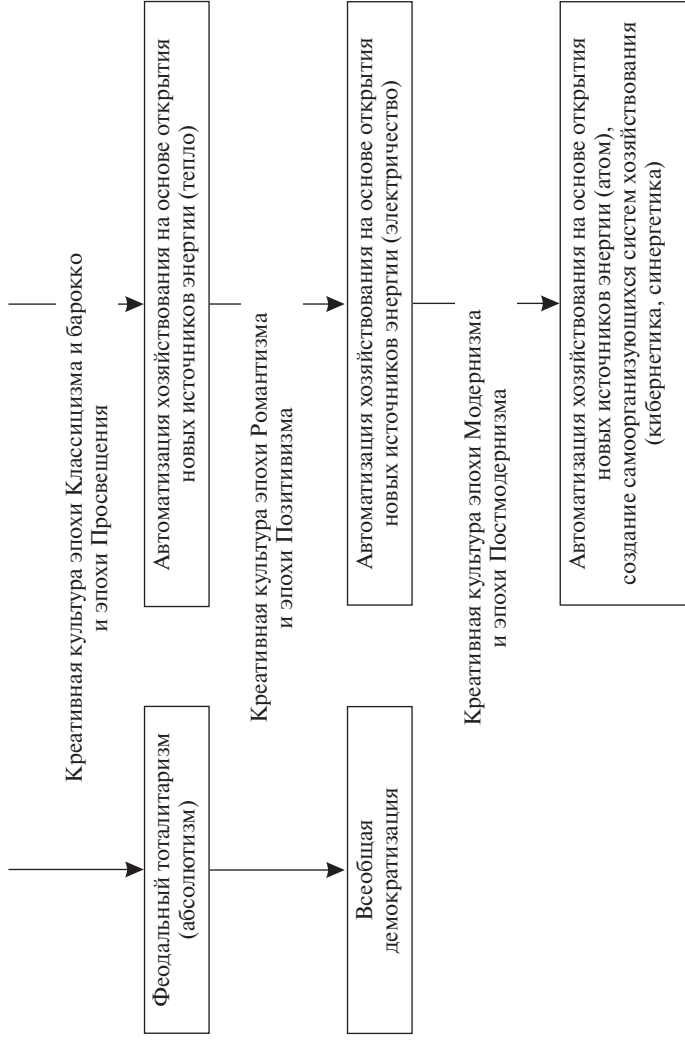 Креативная культура эпохи Классицизма и барокко
и эпохи Просвещения
Феодальный тоталитаризм
(абсолютизм)
Автоматизация хозяйствования на основе открытия
новых источников энергии (тепло)
Креативная культура эпохи Романтизма
и эпохи Позитивизма
Всеобщая
демократизация
Автоматизация хозяйствования на основе открытия
новых источников энергии (электричество)
Креативная культура эпохи Модернизма
и эпохи Постмодернизма
Автоматизация хозяйствования на основе открытия
новых источников энергии (атом),
создание самоорганизующихся систем хозяйствования
(кибернетика, синергетика)